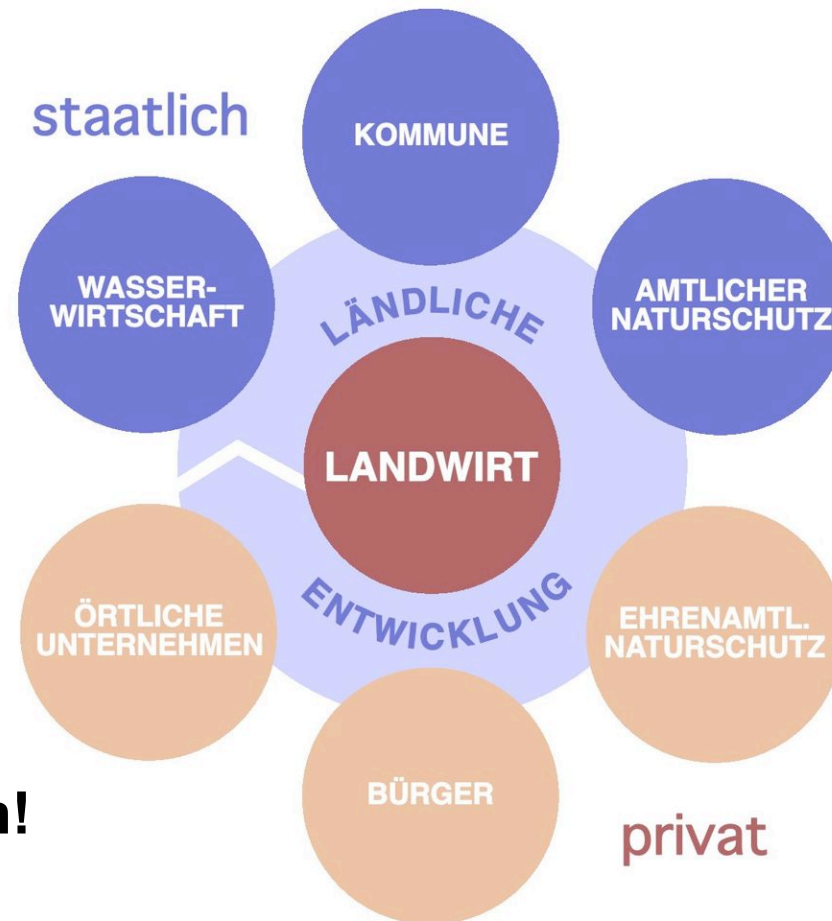 staatlich
KOMMUNE
WASSER-
WIRTSCHAFT
AMTLICHER
NATURSCHUTZ
LÄNDLICHE
LANDWIRT
ENTWICKLUNG
ÖRTLICHE
UNTERNEHMEN
EHRENAMTL.
NATURSCHUTZ
BÜRGER
privat